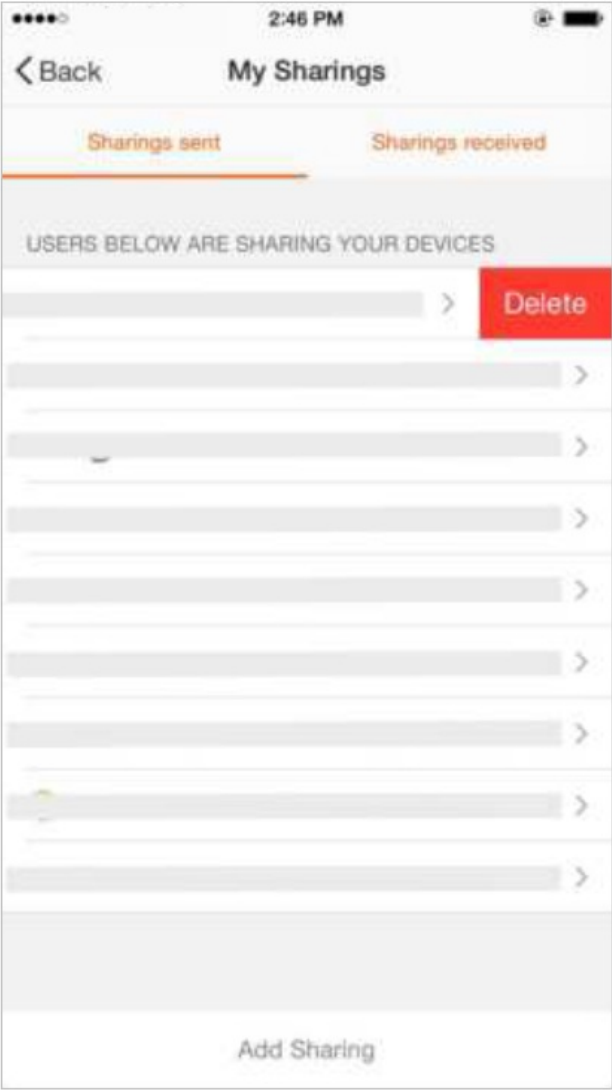 2:46 PM
Back
My Sharings
Sharings sent
Sharings received
USERS BELOW ARE SHARING YOUR DEVICES
Delete
Add Sharing